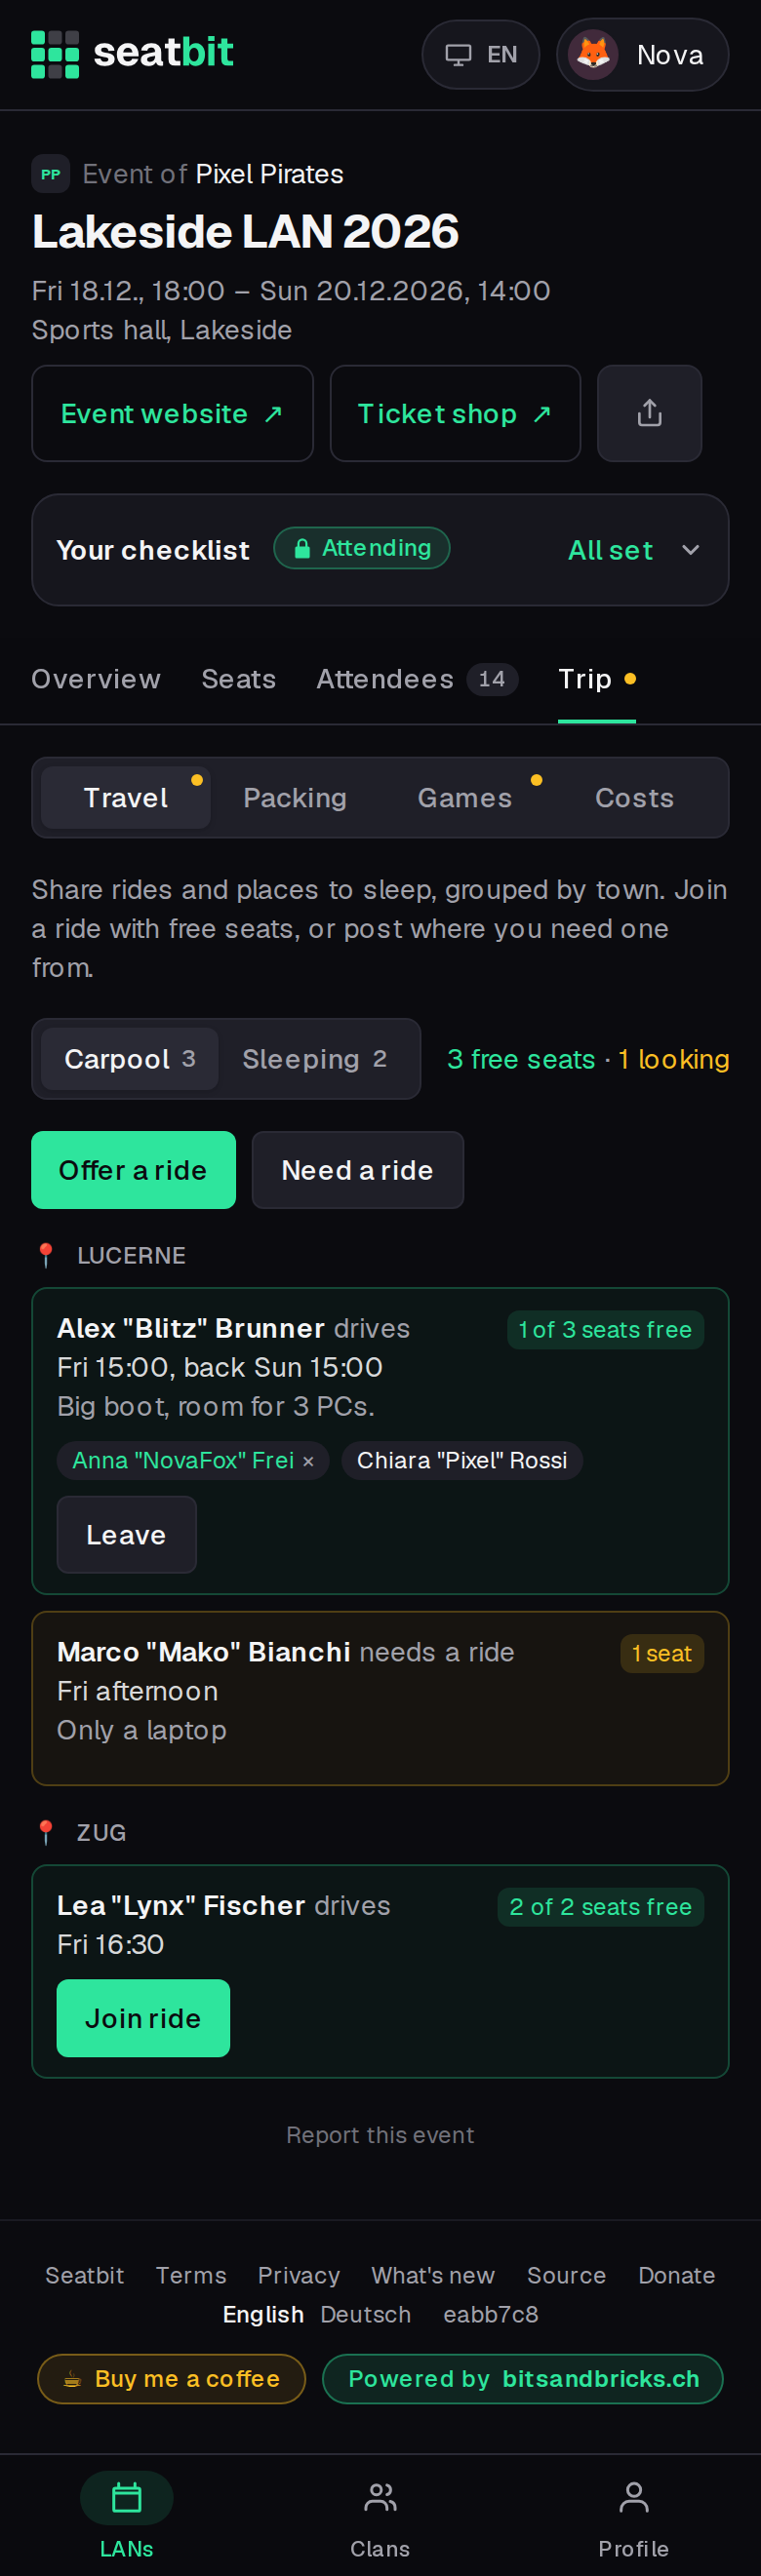 seatbit
EN
Nova
PP Event of Pixel Pirates
Lakeside LAN 2026
Fri 18.12., 18:00 – Sun 20.12.2026, 14:00
Sports hall, Lakeside
Event website ↗
Ticket shop ↗
Your checklist
Attending
All set
Overview
Seats
Attendees 14
Trip
Travel
Packing
Games
Costs
Share rides and places to sleep, grouped by town. Join
a ride with free seats, or post where you need one
from.
Carpool 3
Sleeping 2
3 free seats · 1 looking
Offer a ride
Need a ride
📍 LUCERNE
Alex "Blitz" Brunner drives
1 of 3 seats free
Fri 15:00, back Sun 15:00
Big boot, room for 3 PCs.
Anna "NovaFox" Frei ×
Chiara "Pixel" Rossi
Leave
Marco "Mako" Bianchi needs a ride
1 seat
Fri afternoon
Only a laptop
📍 ZUG
Lea "Lynx" Fischer drives
2 of 2 seats free
Fri 16:30
Join ride
Report this event
Seatbit Terms Privacy What's new Source Donate
English Deutsch eabb7c8
☕ Buy me a coffee
Powered by bitsandbricks.ch
LANs
Clans
Profile